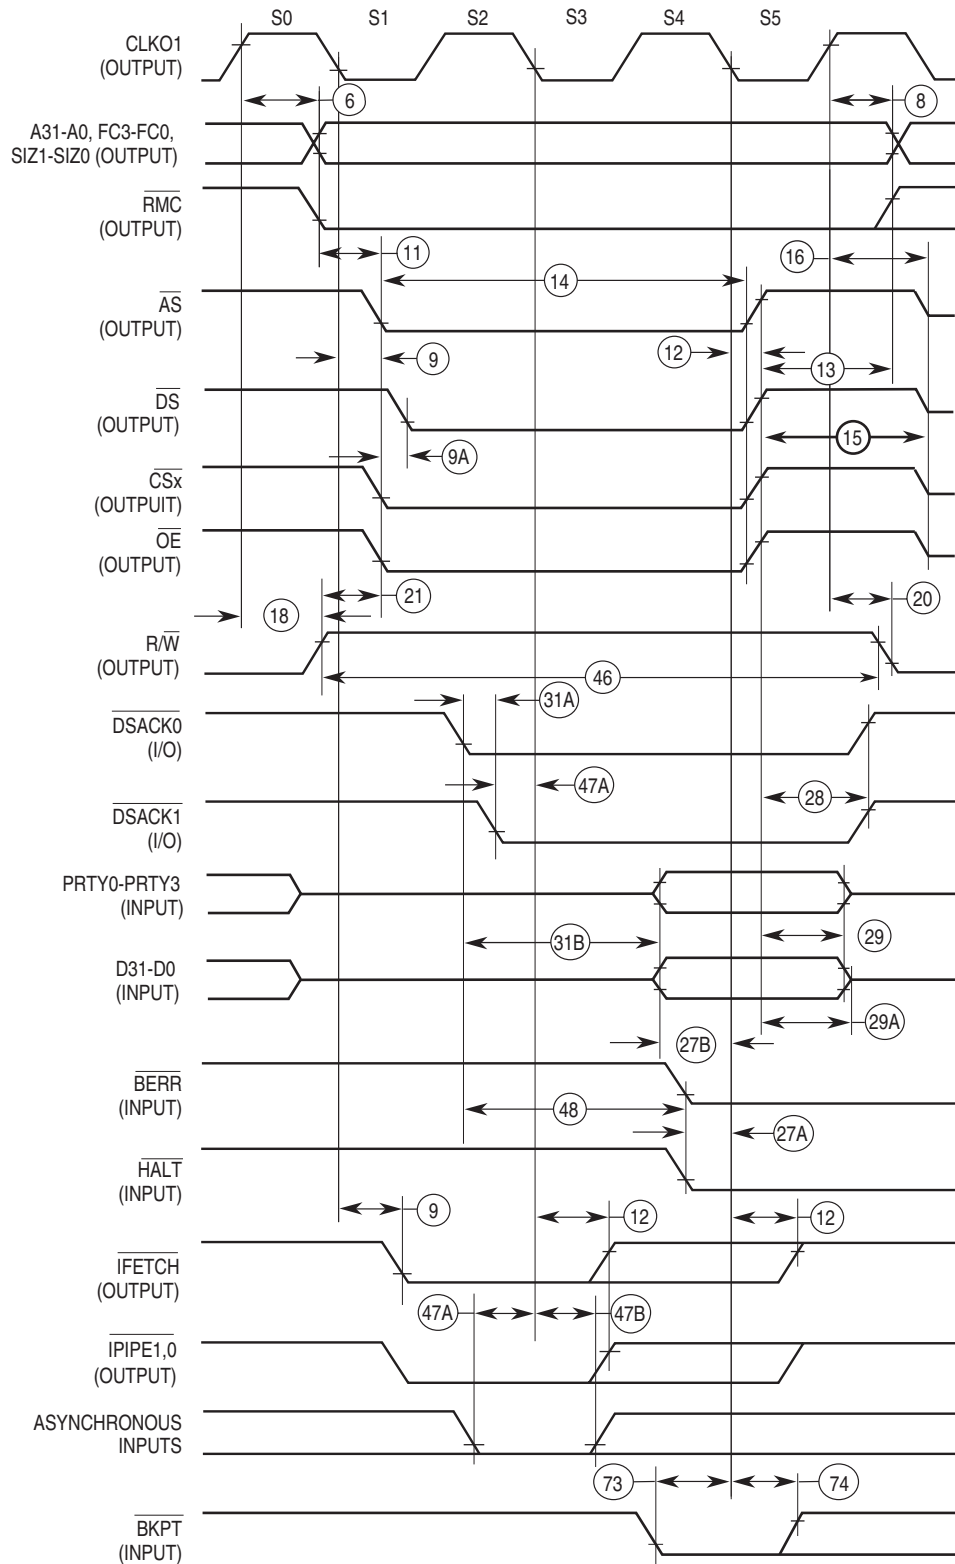 S0 S1 S2 S3 S4 S5
CLKO1
(OUTPUT)
6
8
A31-A0, FC3-FC0,
SIZ1-SIZ0 (OUTPUT)
RMC
(OUTPUT)
11
16
14
AS
(OUTPUT)
9
12
13
DS
(OUTPUT)
15
9A
CSx
(OUTPUIT)
OE
(OUTPUT)
21
20
18
R/W
(OUTPUT)
46
31A
DSACK0
(I/O)
47A
28
DSACK1
(I/O)
PRTY0-PRTY3
(INPUT)
31B
29
D31-D0
(INPUT)
29A
27B
BERR
(INPUT)
48
27A
HALT
(INPUT)
9
12
12
IFETCH
(OUTPUT)
47A
47B
IPIPE1,0
(OUTPUT)
ASYNCHRONOUS
INPUTS
73
74
BKPT
(INPUT)